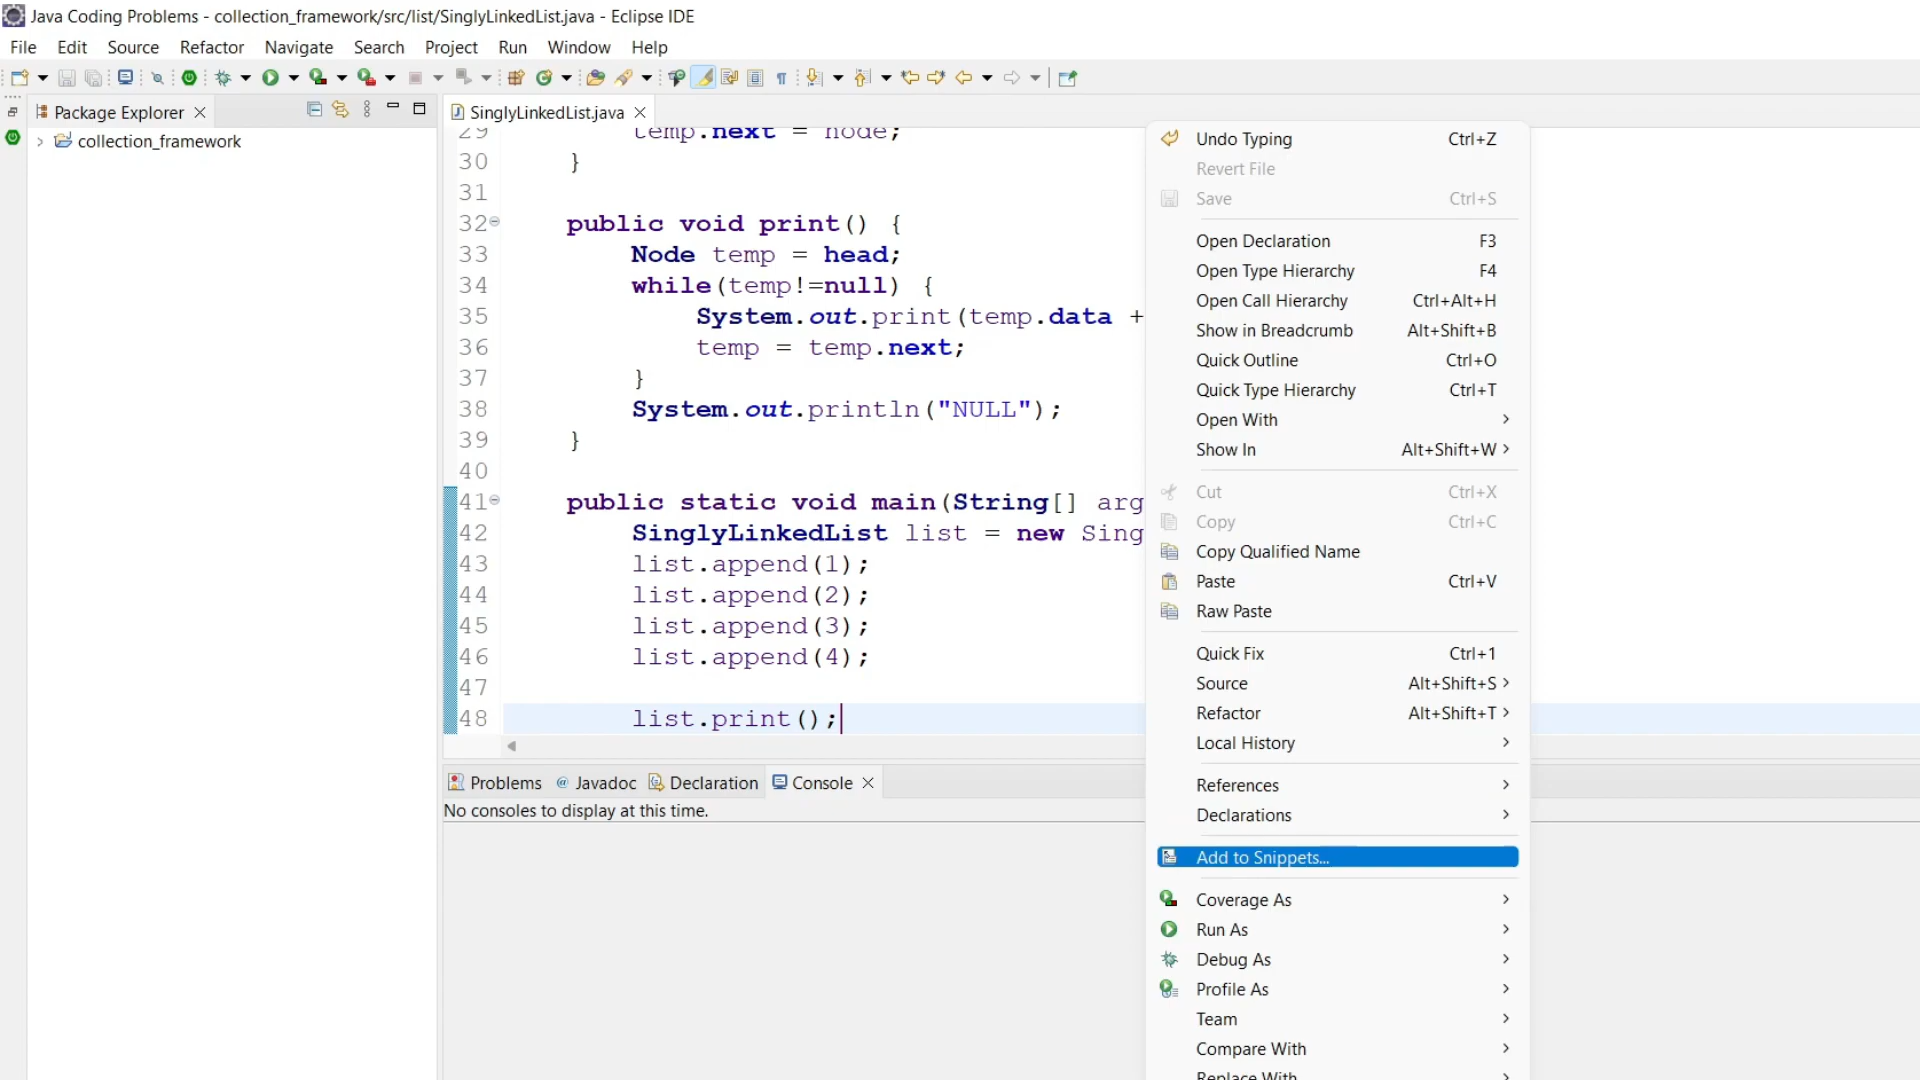 Java Coding Problems - collection_framework/src/list/SinglyLinkedList.java - Eclipse IDE
File Edit Source Refactor Navigate Search Project Run Window Help
Package Explorer
collection_framework
SinglyLinkedList.java
29 temp.next = node;
30 }
31
32 public void print() {
33 Node temp = head;
34 while(temp!=null) {
35 System.out.print(temp.data +
36 temp = temp.next;
37 }
38 System.out.println("NULL");
39 }
40
41 public static void main(String[] arg
42 SinglyLinkedList list = new Sing
43 list.append(1);
44 list.append(2);
45 list.append(3);
46 list.append(4);
47
48 list.print();
Problems @ Javadoc Declaration Console
No consoles to display at this time.
Undo Typing Ctrl+Z
Revert File
Save Ctrl+S
Open Declaration F3
Open Type Hierarchy F4
Open Call Hierarchy Ctrl+Alt+H
Show in Breadcrumb Alt+Shift+B
Quick Outline Ctrl+O
Quick Type Hierarchy Ctrl+T
Open With
Show In Alt+Shift+W
Cut Ctrl+X
Copy Ctrl+C
Copy Qualified Name
Paste Ctrl+V
Raw Paste
Quick Fix Ctrl+1
Source Alt+Shift+S
Refactor Alt+Shift+T
Local History
References
Declarations
Add to Snippets...
Coverage As
Run As
Debug As
Profile As
Team
Compare With
Replace With